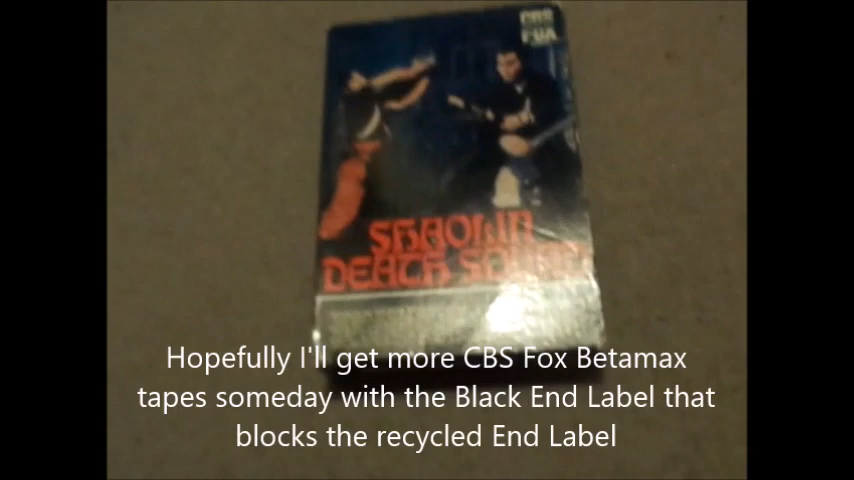 CBS
FOX
SHAOLIN
DEATH SQUAD
Hopefully I'll get more CBS Fox Betamax
tapes someday with the Black End Label that
blocks the recycled End Label